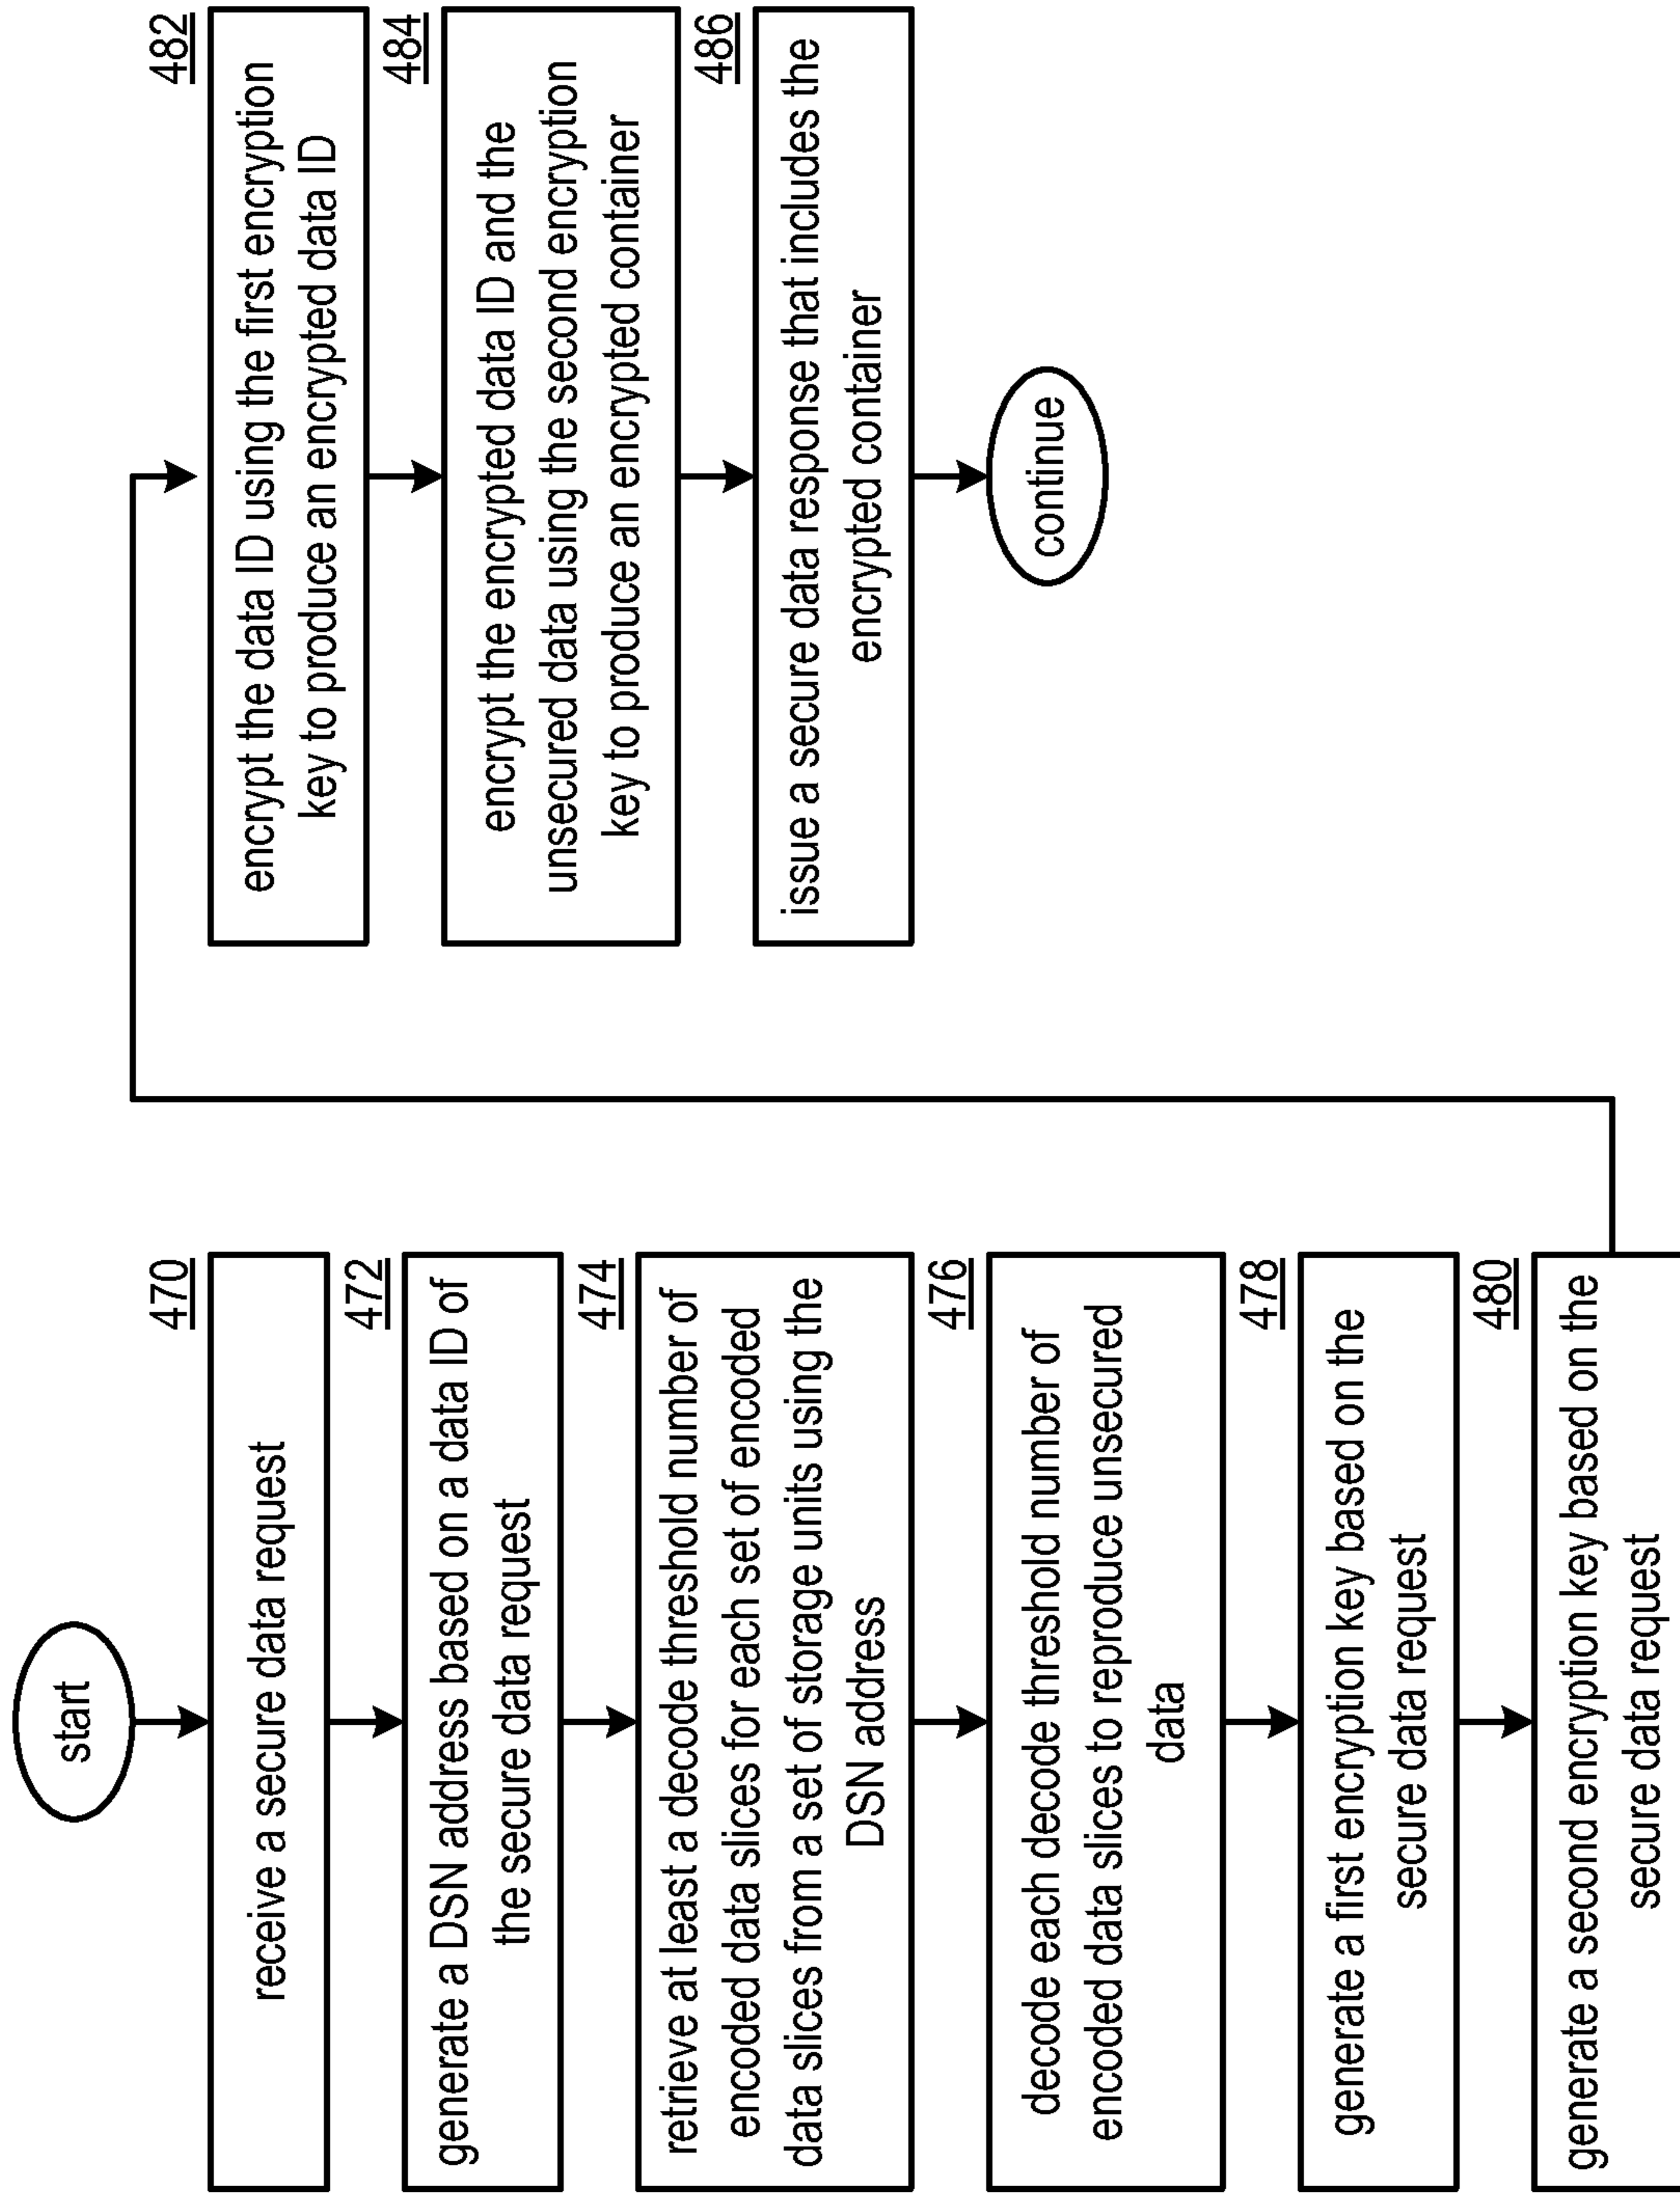 start
470
receive a secure data request
472
generate a DSN address based on a data ID of
the secure data request
474
retrieve at least a decode threshold number of
encoded data slices for each set of encoded
data slices from a set of storage units using the
DSN address
476
decode each decode threshold number of
encoded data slices to reproduce unsecured
data
478
generate a first encryption key based on the
secure data request
480
generate a second encryption key based on the
secure data request
482
encrypt the data ID using the first encryption
key to produce an encrypted data ID
484
encrypt the encrypted data ID and the
unsecured data using the second encryption
key to produce an encrypted container
486
issue a secure data response that includes the
encrypted container
continue